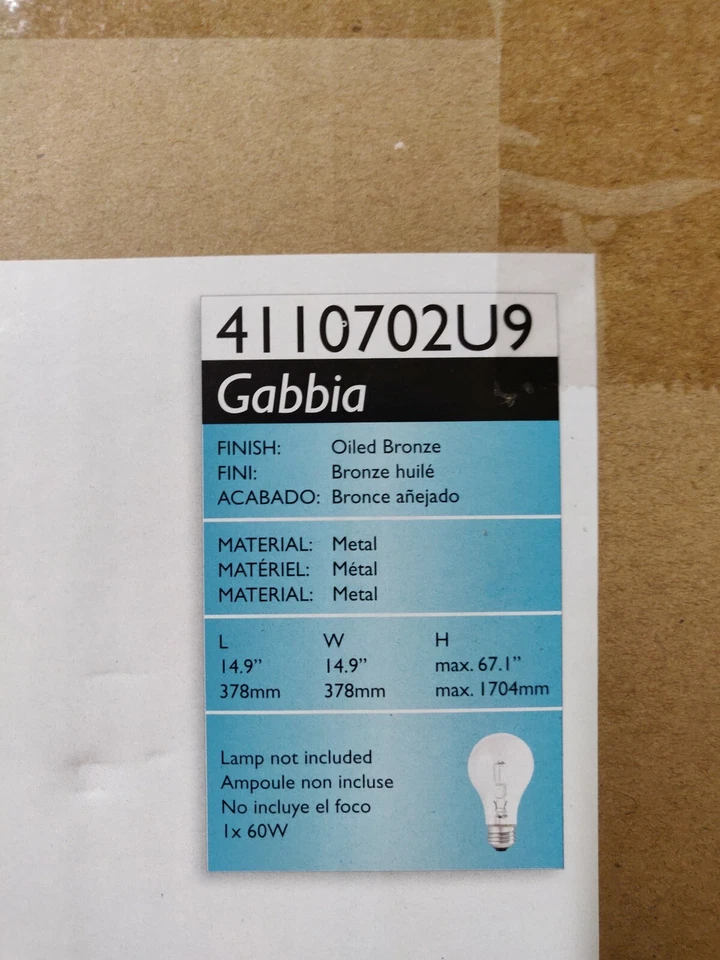 4110702U9
Gabbia
FINISH: Oiled Bronze
FINI: Bronze huilé
ACABADO: Bronce añejado
MATERIAL: Metal
MATÉRIEL: Métal
MATERIAL: Metal
L W H
14.9” 14.9” max. 67.1”
378mm 378mm max. 1704mm
Lamp not included
Ampoule non incluse
No incluye el foco
1x 60W